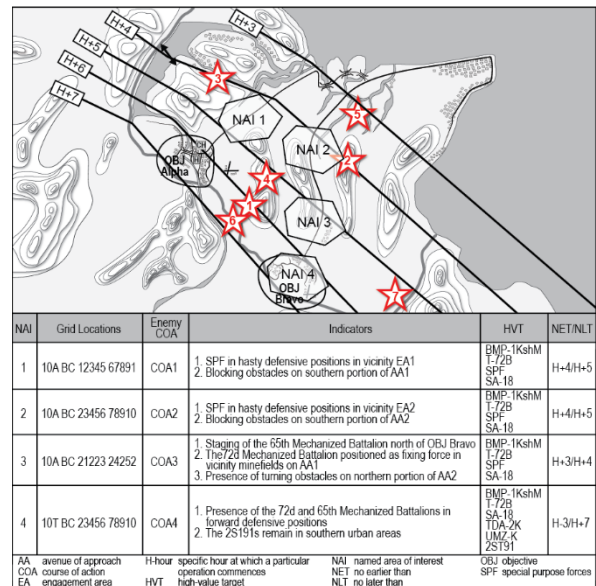 H+3
H+4
H+5
H+6
H+7
3
5
NAI 1
NAI 2
2
OBJ
Alpha
4
1
6
NAI 3
NAI 4
OBJ
Bravo
7
NAI Grid Locations Enemy COA Indicators HVT NET/NLT
1 10A BC 12345 67891 COA1
1. SPF in hasty defensive positions in vicinity EA1
2. Blocking obstacles on southern portion of AA1
BMP-1KshM
T-72B
SPF
SA-18
H+4/H+5
2 10A BC 23456 78910 COA2
1. SPF in hasty defensive positions in vicinity EA2
2. Blocking obstacles on southern portion of AA2
BMP-1KshM
T-72B
SPF
SA-18
H+4/H+5
3 10A BC 21223 24252 COA3
1. Staging of the 65th Mechanized Battalion north of OBJ Bravo
2. The72d Mechanized Battalion positioned as fixing force in
vicinity minefields on AA1
3. Presence of turning obstacles on northern portion of AA2
BMP-1KshM
T-72B
SPF
SA-18
H+3/H+4
4 10T BC 23456 78910 COA4
1. Presence of the 72d and 65th Mechanized Battalions in
forward defensive positions
2. The 2S191s remain in southern urban areas
BMP-1KshM
T-72B
SA-18
TDA-2K
UMZ-K
2ST91
H-3/H+7
AA avenue of approach H-hour specific hour at which a particular NAI named area of interest OBJ objective
COA course of action operation commences NET no earlier than SPF special purpose forces
EA engagement area HVT high-value target NLT no later than